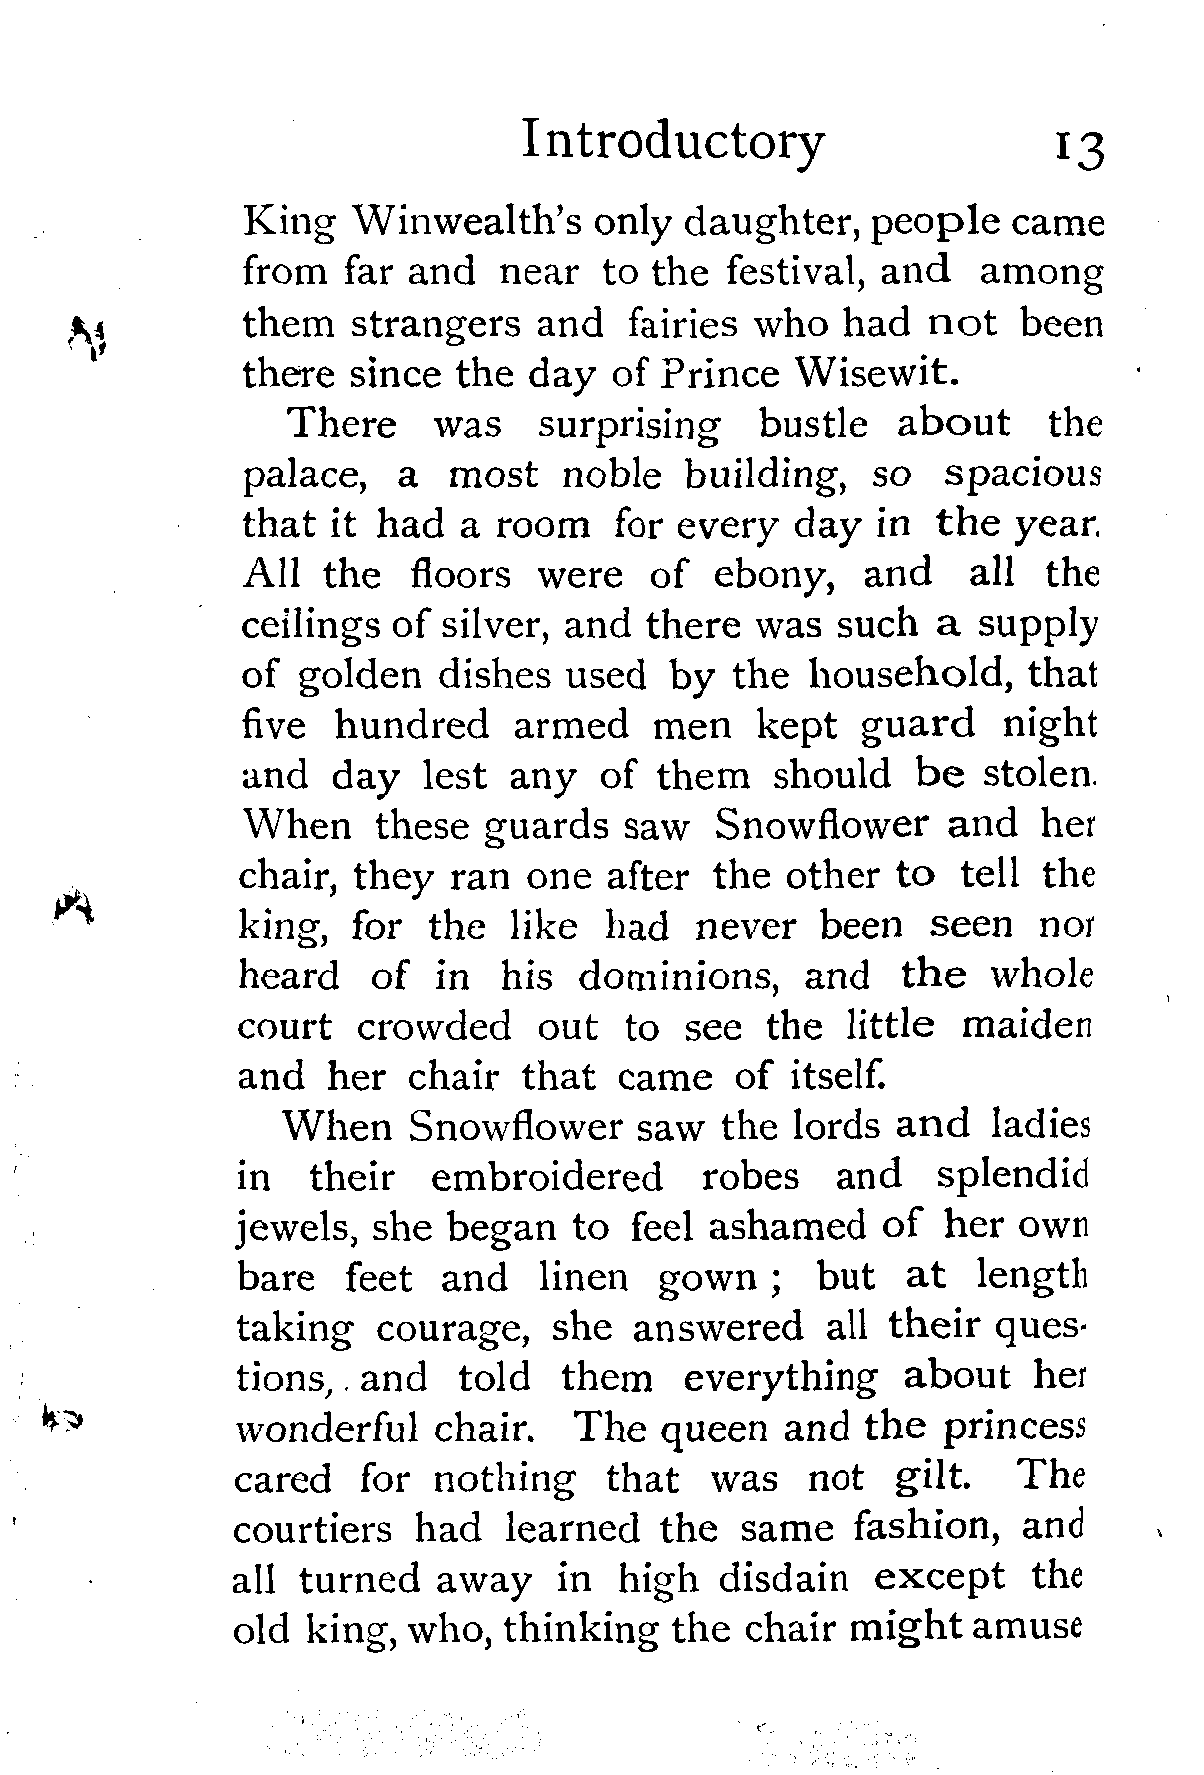 Introductory 13
King Winwealth's only daughter, people came
from far and near to the festival, and among
them strangers and fairies who had not been
there since the day of Prince Wisewit.
There was surprising bustle about the
palace, a most noble building, so spacious
that it had a room for every day in the year.
All the floors were of ebony, and all the
ceilings of silver, and there was such a supply
of golden dishes used by the household, that
five hundred armed men kept guard night
and day lest any of them should be stolen.
When these guards saw Snowflower and her
chair, they ran one after the other to tell the
king, for the like had never been seen nor
heard of in his dominions, and the whole
court crowded out to see the little maiden
and her chair that came of itself.
When Snowflower saw the lords and ladies
in their embroidered robes and splendid
jewels, she began to feel ashamed of her own
bare feet and linen gown ; but at length
taking courage, she answered all their ques-
tions, and told them everything about her
wonderful chair. The queen and the princess
cared for nothing that was not gilt. The
courtiers had learned the same fashion, and
all turned away in high disdain except the
old king, who, thinking the chair might amuse